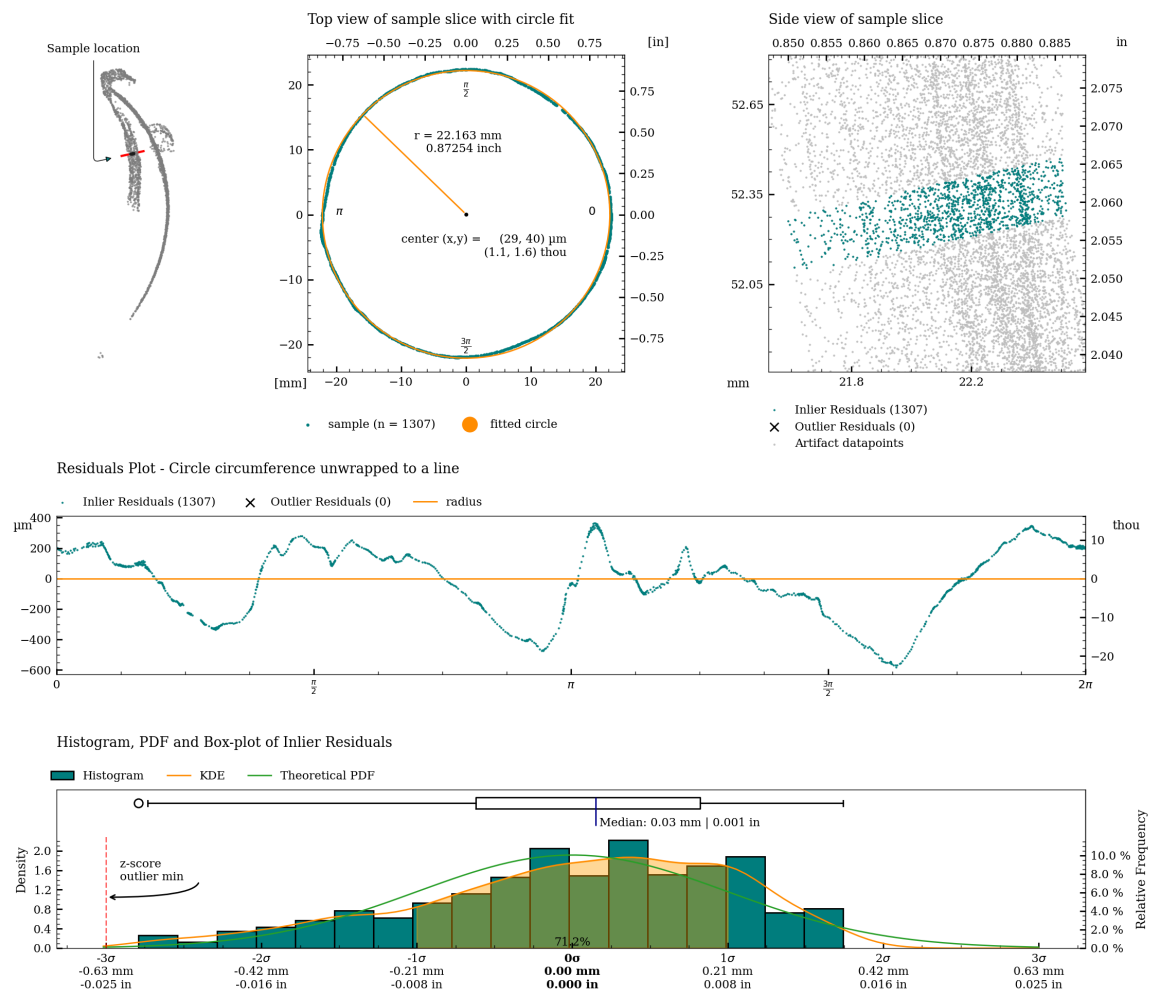 Top view of sample slice with circle fit
Side view of sample slice
Sample location
−0.75 −0.50 −0.25 0.00 0.25 0.50 0.75 [in]
0.850 0.855 0.860 0.865 0.870 0.875 0.880 0.885 in
20
10
0
−10
−20
0.75
0.50
0.25
0.00
−0.25
−0.50
−0.75
π/2
r = 22.163 mm
0.87254 inch
π
0
center (x,y) = (29, 40) µm
(1.1, 1.6) thou
3π/2
[mm] −20 −10 0 10 20
52.65
52.35
52.05
2.075
2.070
2.065
2.060
2.055
2.050
2.045
2.040
mm 21.8 22.2
sample (n = 1307) fitted circle
Inlier Residuals (1307)
Outlier Residuals (0)
Artifact datapoints
Residuals Plot - Circle circumference unwrapped to a line
Inlier Residuals (1307) Outlier Residuals (0) radius
µm
400
200
0
−200
−400
−600
thou
10
0
−10
−20
0 π/2 π 3π/2 2π
Histogram, PDF and Box-plot of Inlier Residuals
Histogram KDE Theoretical PDF
Median: 0.03 mm | 0.001 in
z-score
outlier min
Density
2.0
1.6
1.2
0.8
0.4
0.0
Relative Frequency
10.0 %
8.0 %
6.0 %
4.0 %
2.0 %
0.0 %
71.2%
-3σ -2σ -1σ 0σ 1σ 2σ 3σ
-0.63 mm -0.42 mm -0.21 mm 0.00 mm 0.21 mm 0.42 mm 0.63 mm
-0.025 in -0.016 in -0.008 in 0.000 in 0.008 in 0.016 in 0.025 in